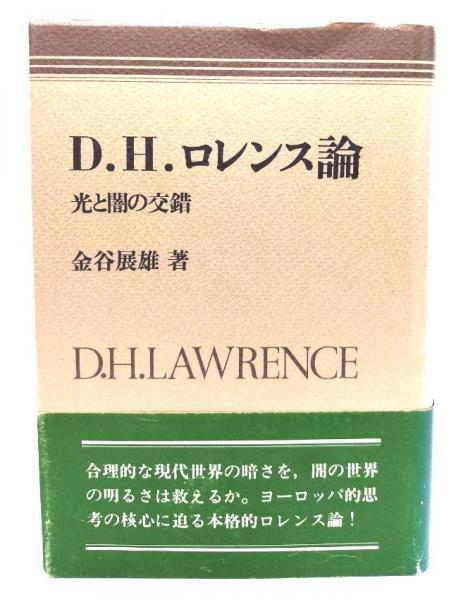 D.H.ロレンス論
光と闇の交錯
金谷展雄 著
D.H.LAWRENCE
合理的な現代世界の暗さを,闇の世界
の明るさは救えるか。ヨーロッパ的思
考の核心に迫る本格的ロレンス論!